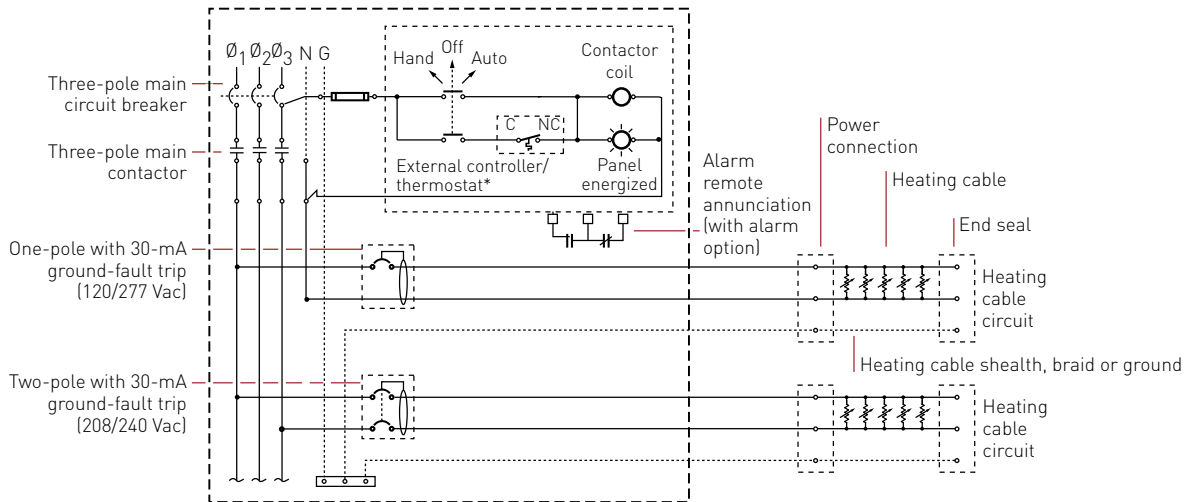 Ø1 Ø2 Ø3 N G
Hand
Off
Auto
Contactor
coil
Three-pole main
circuit breaker
C NC
Three-pole main
contactor
External controller/
thermostat*
Panel
energized
Alarm
remote
annunciation
(with alarm
option)
Power
connection
Heating cable
End seal
One-pole with 30-mA
ground-fault trip
(120/277 Vac)
Heating
cable
circuit
Heating cable shealth, braid or ground
Two-pole with 30-mA
ground-fault trip
(208/240 Vac)
Heating
cable
circuit